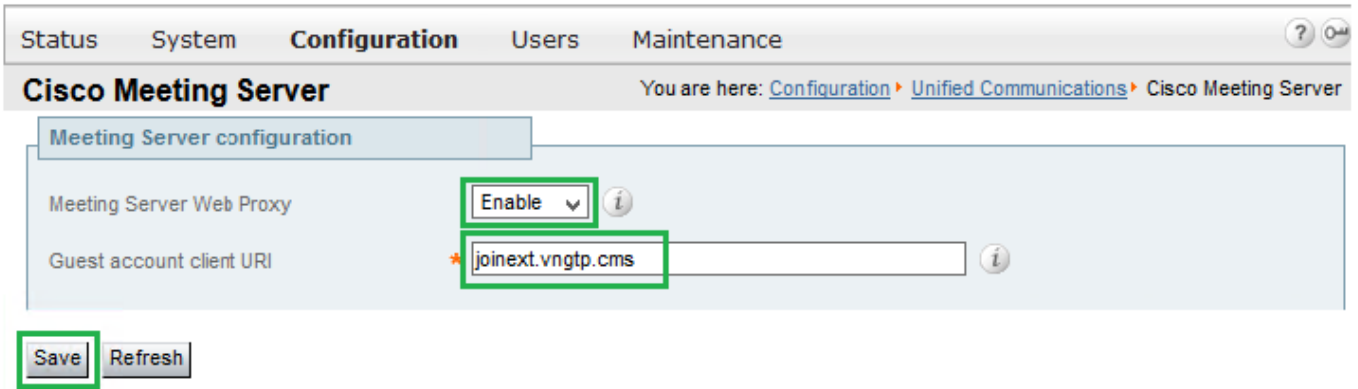 Status System Configuration Users Maintenance ?
Cisco Meeting Server You are here: Configuration Unified Communications Cisco Meeting Server
Meeting Server configuration
Meeting Server Web Proxy Enable i
Guest account client URI * joinext.vngtp.cms i
Save Refresh